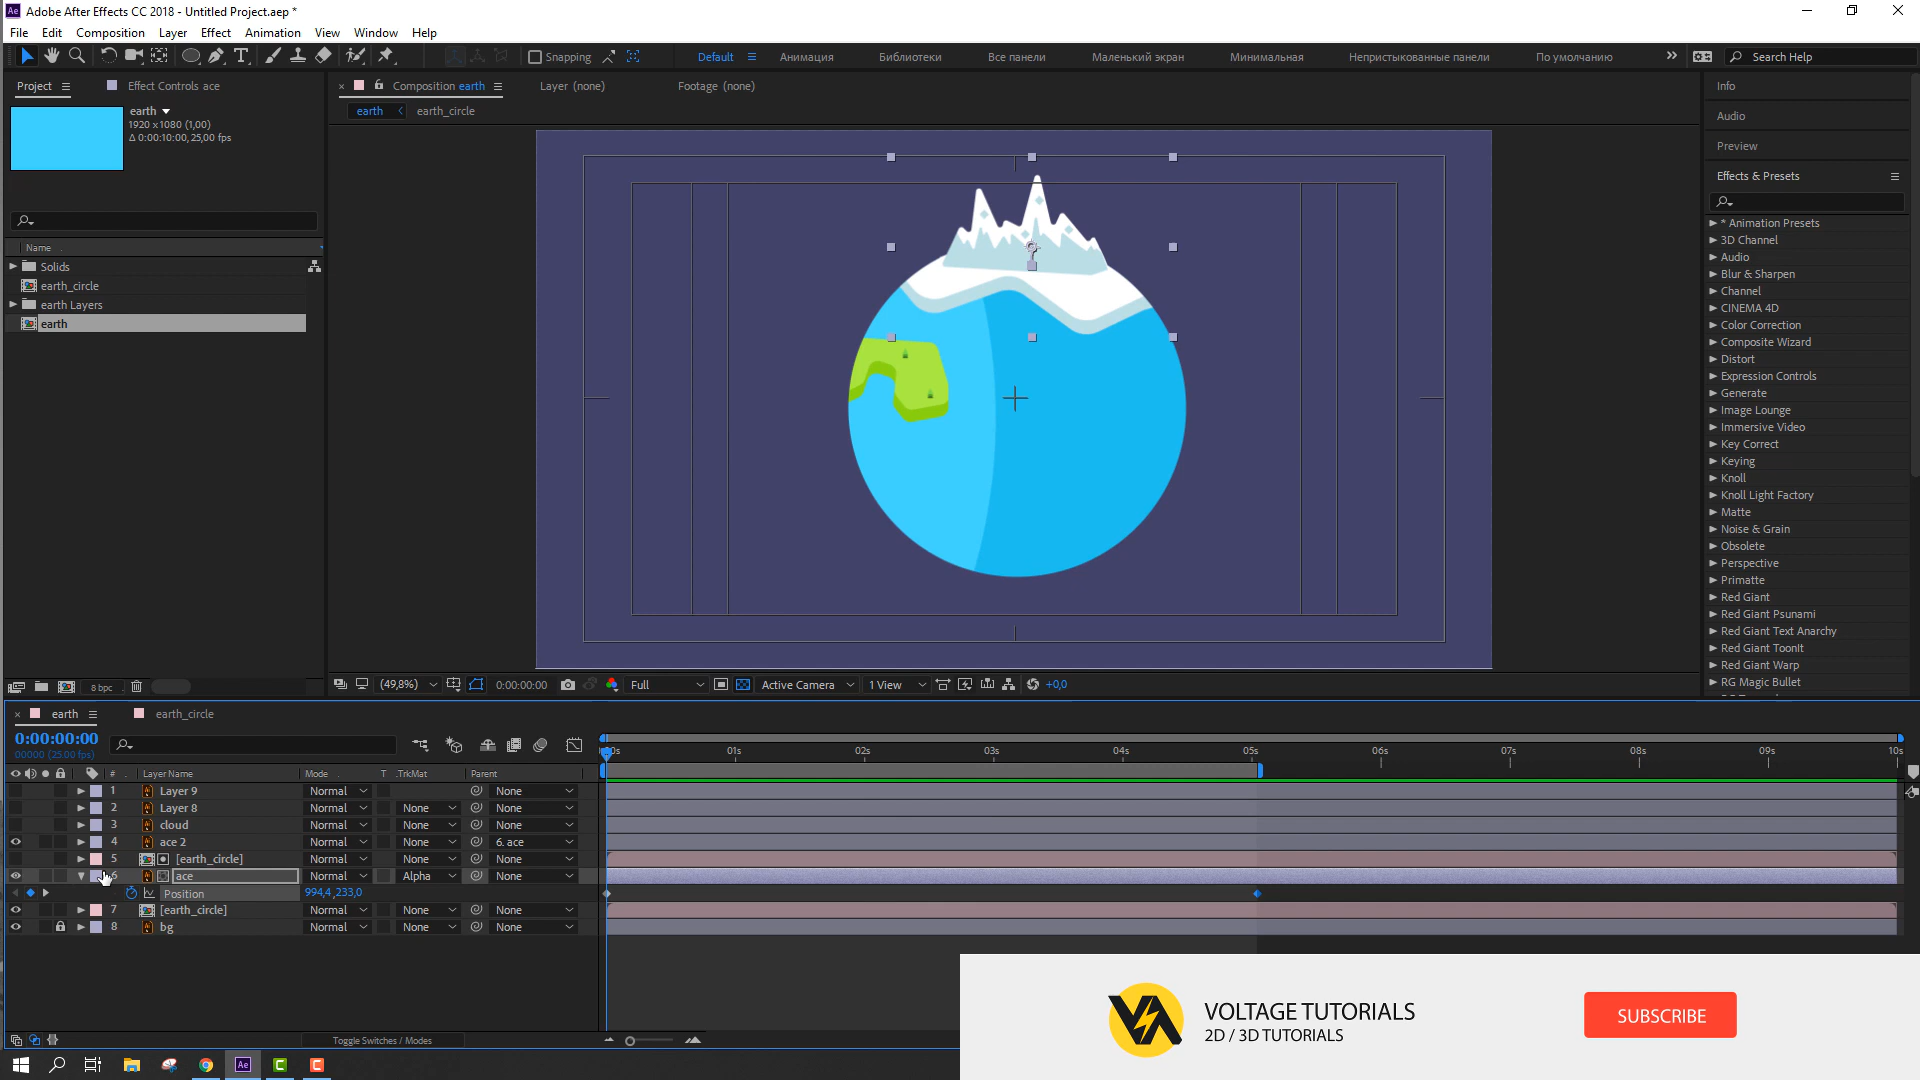 Adobe After Effects CC 2018 - Untitled Project.aep *
File Edit Composition Layer Effect Animation View Window Help
Snapping Default Анимация Библиотеки Все панели Маленький экран Минимальная Непристыкованные панели По умолчанию Search Help
Project Effect Controls ace Composition earth Layer (none) Footage (none) Info
earth
1920 x 1080 (1,00)
Δ 0:00:10:00, 25,00 fps
earth earth_circle
Audio
Preview
Effects & Presets
Name
Solids
earth_circle
earth Layers
earth
* Animation Presets
3D Channel
Audio
Blur & Sharpen
Channel
CINEMA 4D
Color Correction
Composite Wizard
Distort
Expression Controls
Generate
Image Lounge
Immersive Video
Key Correct
Keying
Knoll
Knoll Light Factory
Matte
Noise & Grain
Obsolete
Perspective
Primatte
Red Giant
Red Giant Psunami
Red Giant Text Anarchy
Red Giant ToonIt
Red Giant Warp
RG Magic Bullet
8 bpc (49,8%) 0:00:00:00 Full Active Camera 1 View +0,0
earth earth_circle
0:00:00:00
00000 (25.00 fps)
01s 02s 03s 04s 05s 06s 07s 08s 09s 10s
# Layer Name Mode T .TrkMat Parent
1 Layer 9 Normal None
2 Layer 8 Normal None None
3 cloud Normal None None
4 ace 2 Normal None 6. ace
5 [earth_circle] Normal None None
6 ace Normal Alpha None
Position 994,4 ,233,0
7 [earth_circle] Normal None None
8 bg Normal None None
Toggle Switches / Modes
VOLTAGE TUTORIALS
2D / 3D TUTORIALS
SUBSCRIBE